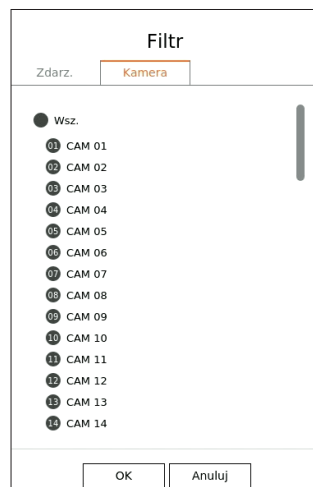 Filtr
Zdarz. Kamera
Wsz.
01 CAM 01
02 CAM 02
03 CAM 03
04 CAM 04
05 CAM 05
06 CAM 06
07 CAM 07
08 CAM 08
09 CAM 09
10 CAM 10
11 CAM 11
12 CAM 12
13 CAM 13
14 CAM 14
OK Anuluj